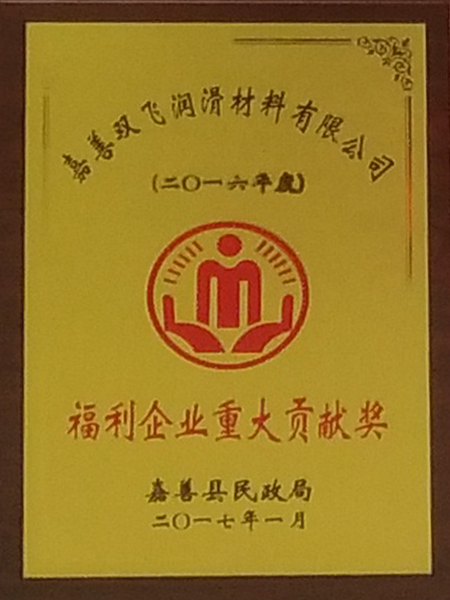 嘉善双飞润滑材料有限公司
(二〇一六年度)
福利企业重大贡献奖
嘉善县民政局
二〇一七年一月